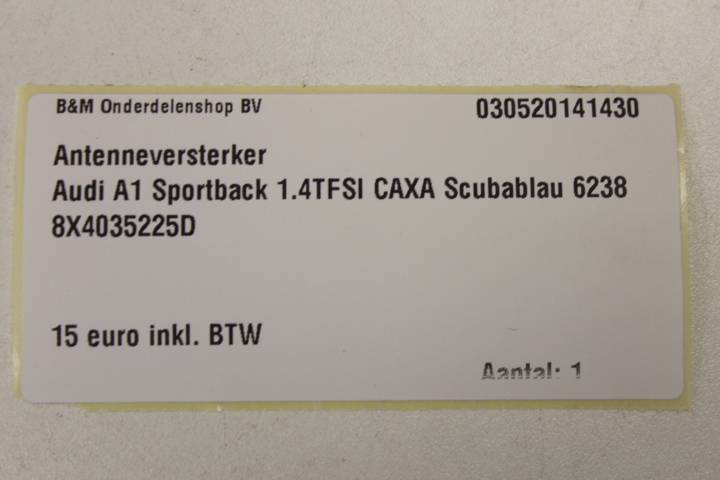 B&M Onderdelenshop BV 030520141430
Antenneversterker
Audi A1 Sportback 1.4TFSI CAXA Scubablau 6238
8X4035225D
15 euro inkl. BTW
Aantal: 1